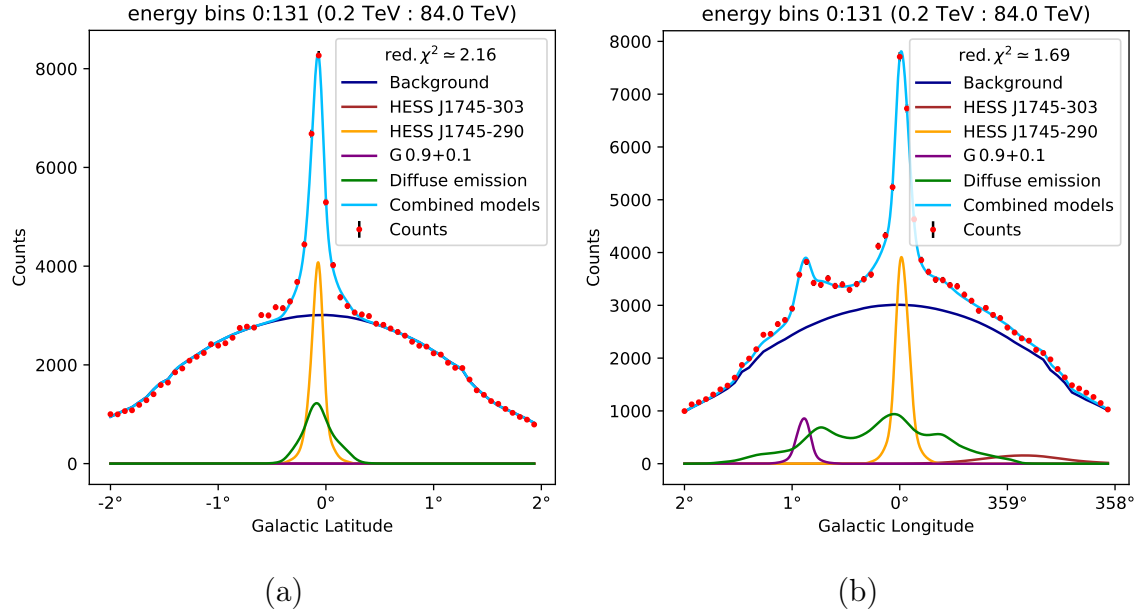 energy bins 0:131 (0.2 TeV : 84.0 TeV)
red. χ² ≃ 2.16
Background
HESS J1745-303
HESS J1745-290
G 0.9+0.1
Diffuse emission
Combined models
Counts
8000
6000
4000
2000
0
Counts
-2°
-1°
0°
1°
2°
Galactic Latitude
(a)
energy bins 0:131 (0.2 TeV : 84.0 TeV)
red. χ² ≃ 1.69
Background
HESS J1745-303
HESS J1745-290
G 0.9+0.1
Diffuse emission
Combined models
Counts
8000
7000
6000
5000
4000
3000
2000
1000
0
Counts
2°
1°
0°
359°
358°
Galactic Longitude
(b)